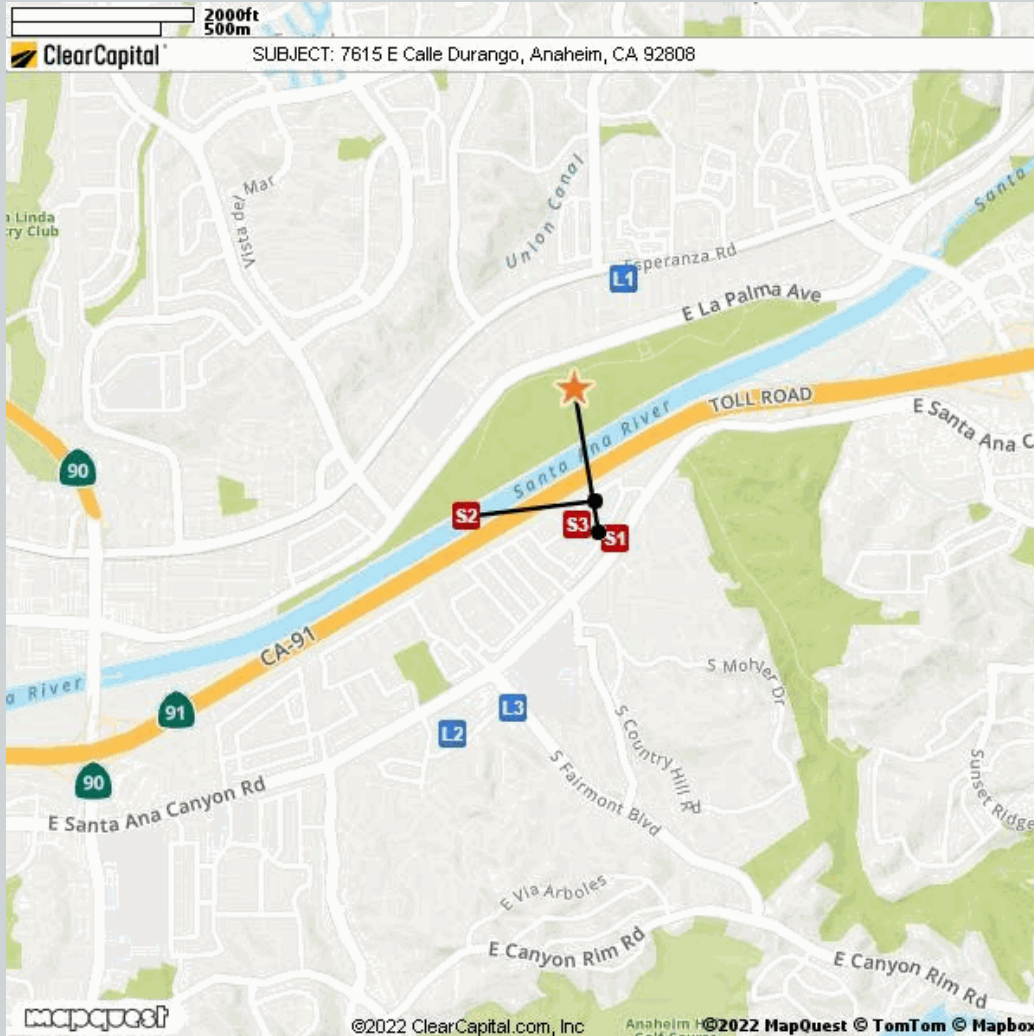 2000ft
500m
ClearCapital
SUBJECT: 7615 E Calle Durango, Anaheim, CA 92808
Mar
Vista
Union Canal
Santa
a Linda
ry Club
Esperanza Rd
L1
E La Palma Ave
TOLL ROAD
E Santa Ana C
Santa Ana River
90
S2
S3
S1
CA-91
a River
S Mohler Dr
91
L3
L2
S Country Hill Rd
90
S Fairmont Blvd
Sunset Ridge
E Santa Ana Canyon Rd
E Via Arboles
E Canyon Rim Rd
E Canyon Rim Rd
mapquest
©2022 ClearCapital.com, Inc
Anaheim H
©2022 MapQuest © TomTom © Mapbox